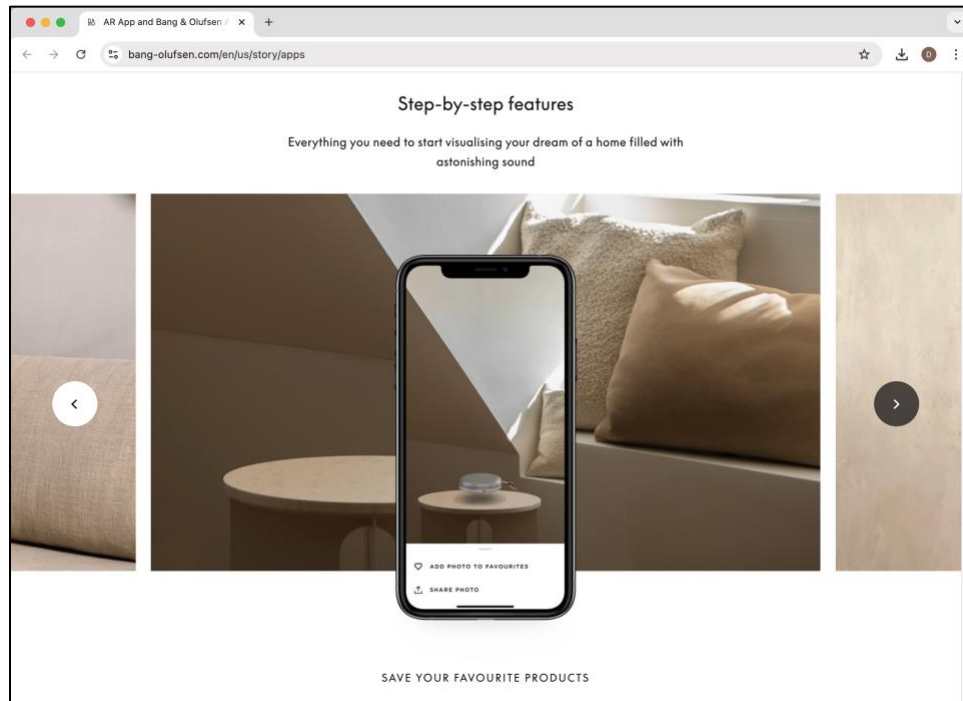 AR App and Bang & Olufsen A
bang-olufsen.com/en/us/story/apps
D
Step-by-step features
Everything you need to start visualising your dream of a home filled with
astonishing sound
ADD PHOTO TO FAVOURITES
SHARE PHOTO
SAVE YOUR FAVOURITE PRODUCTS